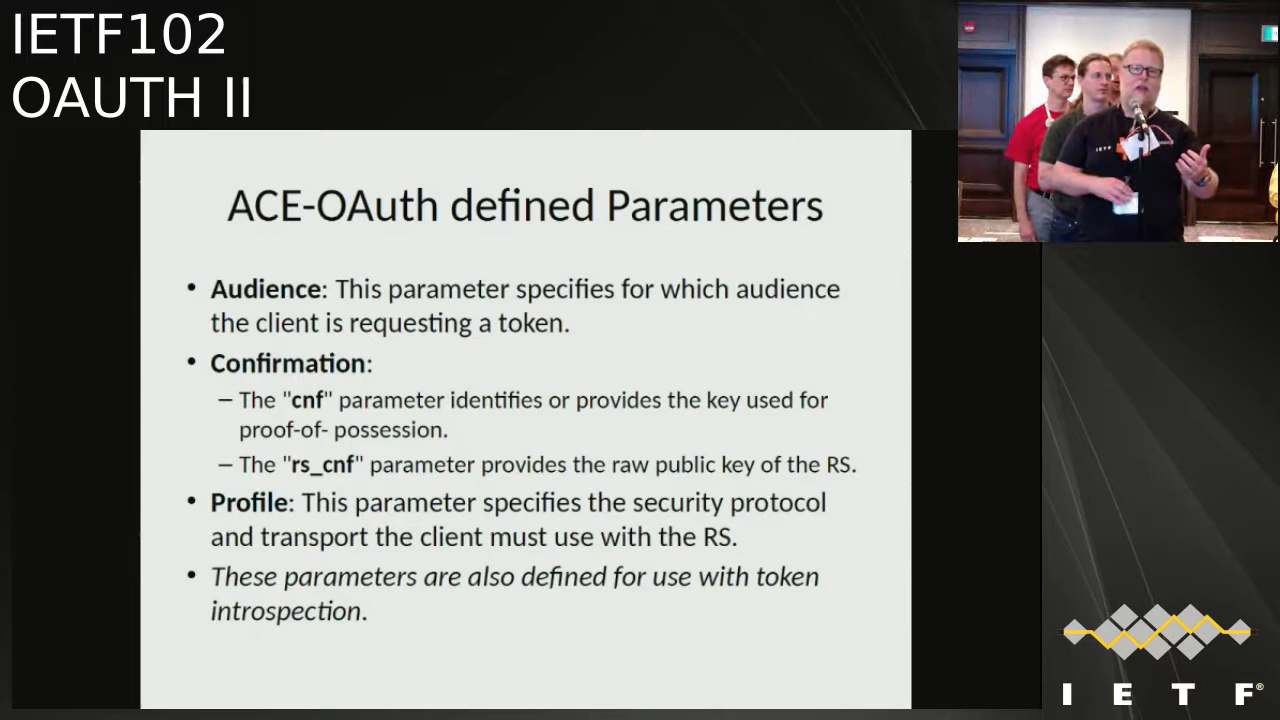 IETF102
OAUTH II
ACE-OAuth defined Parameters
• Audience: This parameter specifies for which audience
the client is requesting a token.
• Confirmation:
– The "cnf" parameter identifies or provides the key used for
proof-of- possession.
– The "rs_cnf" parameter provides the raw public key of the RS.
• Profile: This parameter specifies the security protocol
and transport the client must use with the RS.
• These parameters are also defined for use with token
introspection.
I E T F®